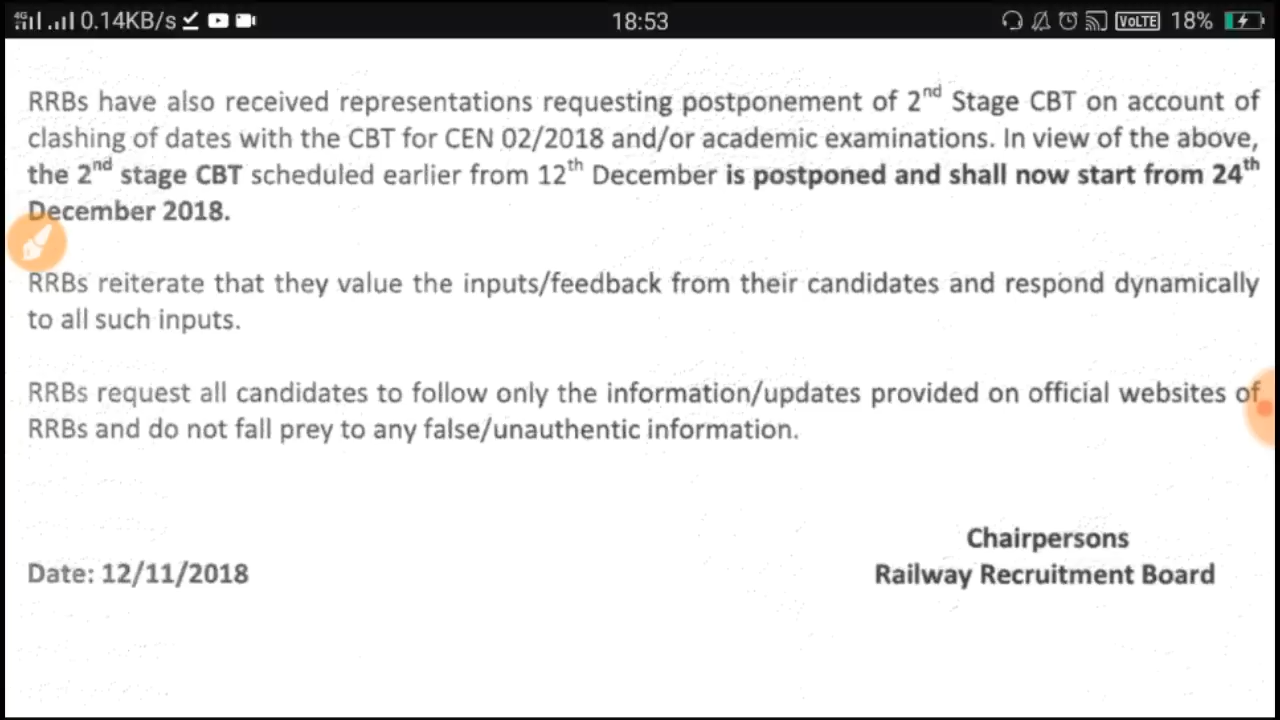 4G 0.14KB/s 18:53 VoLTE 18%
RRBs have also received representations requesting postponement of 2nd Stage CBT on account of
clashing of dates with the CBT for CEN 02/2018 and/or academic examinations. In view of the above,
the 2nd stage CBT scheduled earlier from 12th December is postponed and shall now start from 24th
December 2018.
RRBs reiterate that they value the inputs/feedback from their candidates and respond dynamically
to all such inputs.
RRBs request all candidates to follow only the information/updates provided on official websites of
RRBs and do not fall prey to any false/unauthentic information.
Chairpersons
Date: 12/11/2018 Railway Recruitment Board